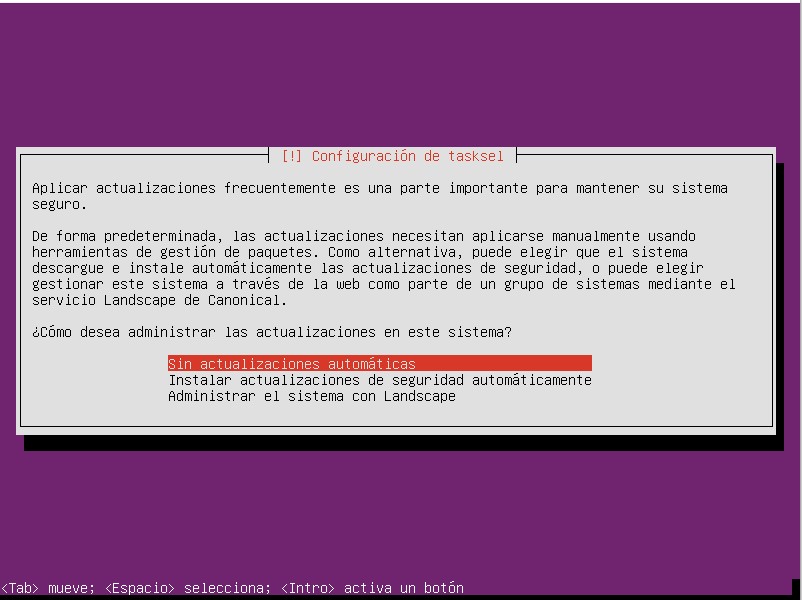 [!] Configuración de tasksel
Aplicar actualizaciones frecuentemente es una parte importante para mantener su sistema
seguro.
De forma predeterminada, las actualizaciones necesitan aplicarse manualmente usando
herramientas de gestión de paquetes. Como alternativa, puede elegir que el sistema
descargue e instale automáticamente las actualizaciones de seguridad, o puede elegir
gestionar este sistema a través de la web como parte de un grupo de sistemas mediante el
servicio Landscape de Canonical.
¿Cómo desea administrar las actualizaciones en este sistema?
Sin actualizaciones automáticas
Instalar actualizaciones de seguridad automáticamente
Administrar el sistema con Landscape
<Tab> mueve; <Espacio> selecciona; <Intro> activa un botón